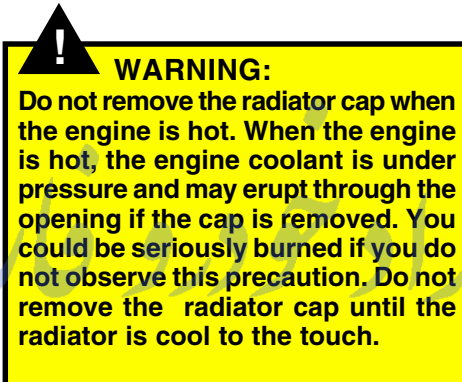 !
WARNING:
Do not remove the radiator cap when
the engine is hot. When the engine
is hot, the engine coolant is under
pressure and may erupt through the
opening if the cap is removed. You
could be seriously burned if you do
not observe this precaution. Do not
remove the radiator cap until the
radiator is cool to the touch.